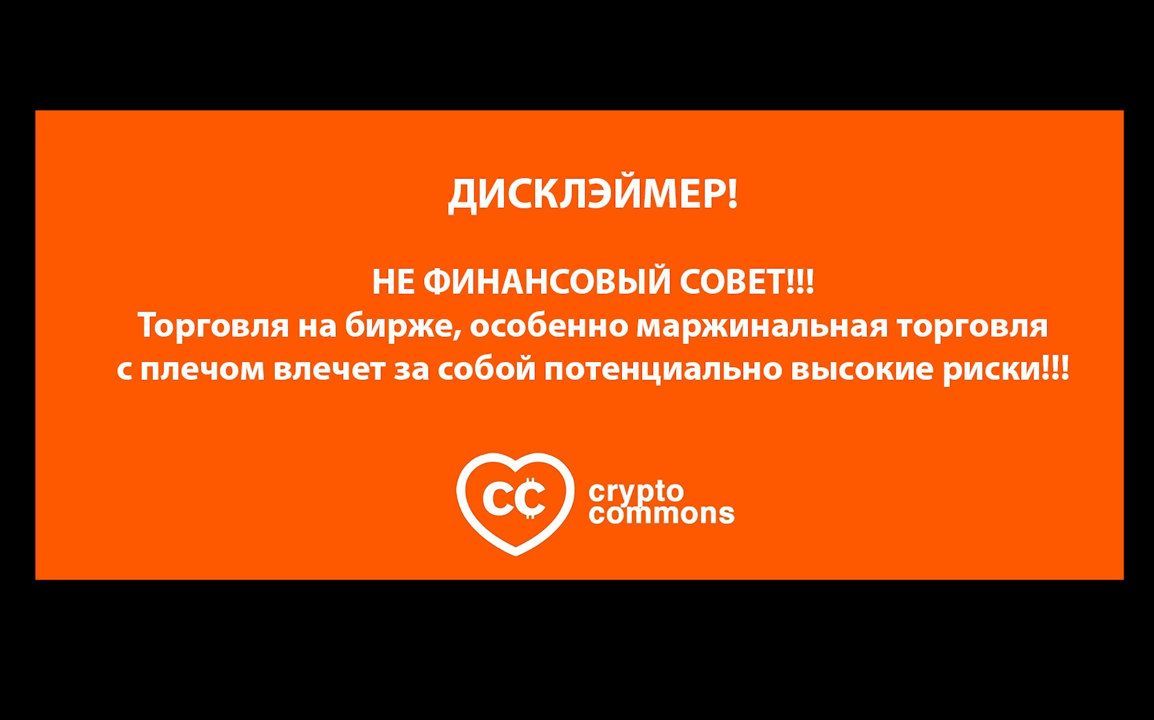 ДИСКЛЭЙМЕР!
НЕ ФИНАНСОВЫЙ СОВЕТ!!!
Торговля на бирже, особенно маржинальная торговля
с плечом влечет за собой потенциально высокие риски!!!
CC
crypto
commons